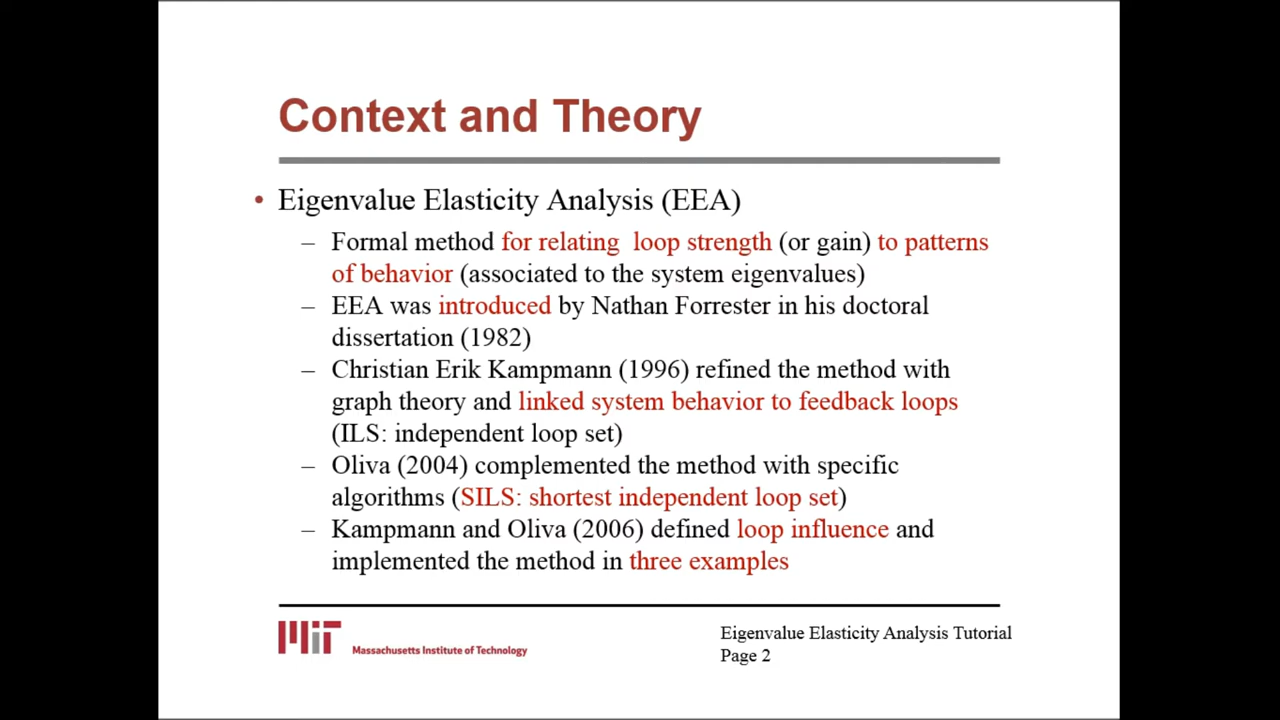 Context and Theory
• Eigenvalue Elasticity Analysis (EEA)
– Formal method for relating loop strength (or gain) to patterns
of behavior (associated to the system eigenvalues)
– EEA was introduced by Nathan Forrester in his doctoral
dissertation (1982)
– Christian Erik Kampmann (1996) refined the method with
graph theory and linked system behavior to feedback loops
(ILS: independent loop set)
– Oliva (2004) complemented the method with specific
algorithms (SILS: shortest independent loop set)
– Kampmann and Oliva (2006) defined loop influence and
implemented the method in three examples
MIT Massachusetts Institute of Technology
Eigenvalue Elasticity Analysis Tutorial
Page 2